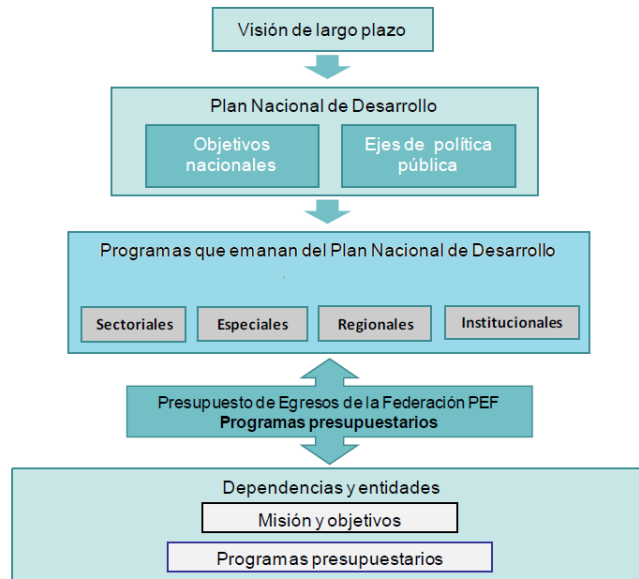 Visión de largo plazo
Plan Nacional de Desarrollo
Objetivos
nacionales
Ejes de política
pública
Programas que emanan del Plan Nacional de Desarrollo
Sectoriales
Especiales
Regionales
Institucionales
Presupuesto de Egresos de la Federación PEF
Programas presupuestarios
Dependencias y entidades
Misión y objetivos
Programas presupuestarios